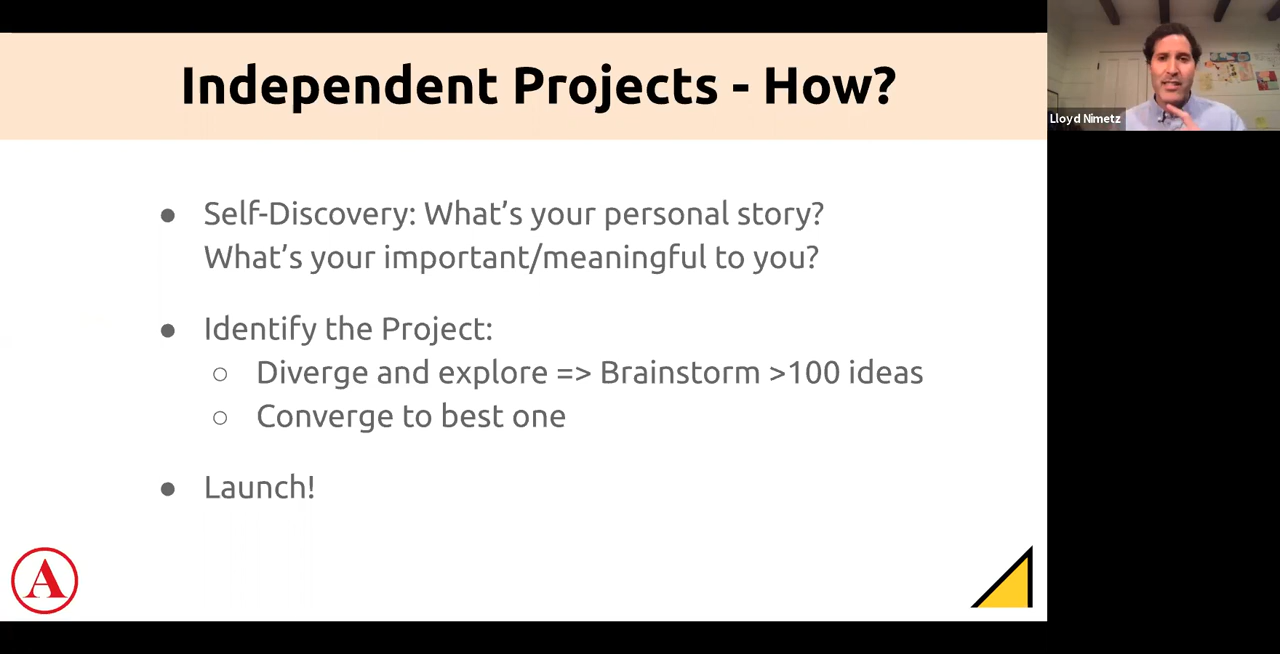 Independent Projects - How?
Lloyd Nimetz
● Self-Discovery: What's your personal story?
What's your important/meaningful to you?
● Identify the Project:
○ Diverge and explore => Brainstorm >100 ideas
○ Converge to best one
● Launch!
A